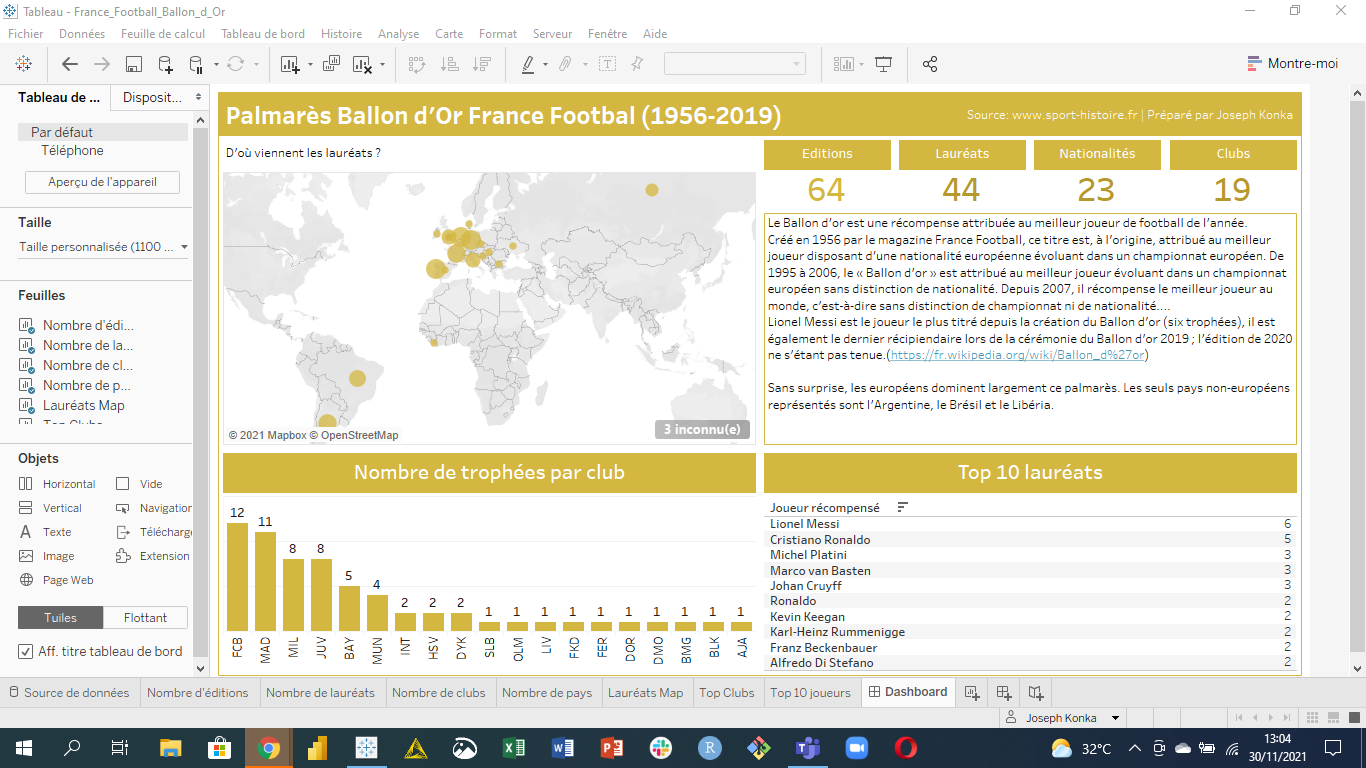 Tableau - France_Football_Ballon_d_Or
Fichier Données Feuille de calcul Tableau de bord Histoire Analyse Carte Format Serveur Fenêtre Aide
Montre-moi
Tableau de ... Disposit...
Par défaut
Téléphone
Aperçu de l'appareil
Taille
Taille personnalisée (1100 ...
Feuilles
Nombre d'édi...
Nombre de la...
Nombre de cl...
Nombre de p...
Lauréats Map
Objets
Horizontal Vide
Vertical Navigation
Texte Télécharge
Image Extension
Page Web
Tuiles Flottant
Aff. titre tableau de bord
Palmarès Ballon d’Or France Footbal (1956-2019)
Source: www.sport-histoire.fr | Préparé par Joseph Konka
D’où viennent les lauréats ?
© 2021 Mapbox © OpenStreetMap
3 inconnu(e)
Editions Lauréats Nationalités Clubs
64 44 23 19
Le Ballon d’or est une récompense attribuée au meilleur joueur de football de l’année.
Créé en 1956 par le magazine France Football, ce titre est, à l’origine, attribué au meilleur
joueur disposant d’une nationalité européenne évoluant dans un championnat européen. De
1995 à 2006, le « Ballon d’or » est attribué au meilleur joueur évoluant dans un championnat
européen sans distinction de nationalité. Depuis 2007, il récompense le meilleur joueur au
monde, c’est-à-dire sans distinction de championnat ni de nationalité....
Lionel Messi est le joueur le plus titré depuis la création du Ballon d’or (six trophées), il est
également le dernier récipiendaire lors de la cérémonie du Ballon d’or 2019 ; l’édition de 2020
ne s’étant pas tenue.(https://fr.wikipedia.org/wiki/Ballon_d%27or)
Sans surprise, les européens dominent largement ce palmarès. Les seuls pays non-européens
représentés sont l’Argentine, le Brésil et le Libéria.
Nombre de trophées par club
12 11 8 8 5 4 2 2 2 1 1 1 1 1 1 1 1 1 1
FCB MAD MIL JUV BAY MUN INT HSV DYK SLB OLM LIV FKD FER DOR DMO BMG BLK AJA
Top 10 lauréats
Joueur récompensé
Lionel Messi 6
Cristiano Ronaldo 5
Michel Platini 3
Marco van Basten 3
Johan Cruyff 3
Ronaldo 2
Kevin Keegan 2
Karl-Heinz Rummenigge 2
Franz Beckenbauer 2
Alfredo Di Stefano 2
Source de données Nombre d'éditions Nombre de lauréats Nombre de clubs Nombre de pays Lauréats Map Top Clubs Top 10 joueurs Dashboard
Joseph Konka
32°C
13:04
30/11/2021